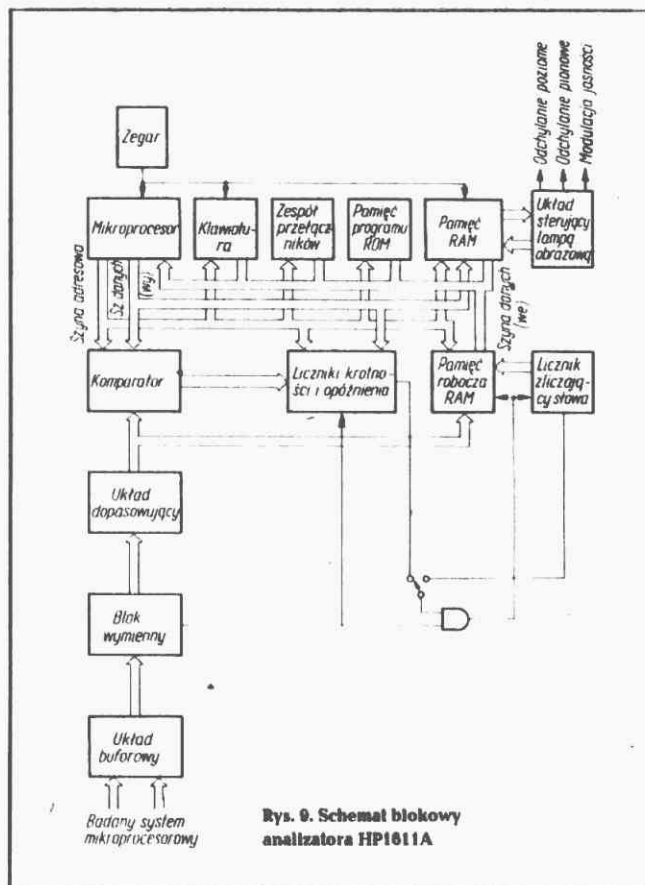 Odchylanie poziome
Odchylanie pionowe
Modulacja jasności
Zegar
Mikroprocesor
Klawiatu-
ra
Zespół
przełącz-
ników
Pamięć
programu
ROM
Pamięć
RAM
Układ
sterujący
lampą
obrazową
Szyna adresowa
Sz danych
(wy)
Szyna danych
(we)
Komparator
Liczniki krotno-
ści i opóźnienia
Pamięć
robocza
RAM
Licznik
zliczają-
cy słowa
Układ
dopasowujący
Blok
wymienny
Układ
buforowy
Badany system
mikroprocesorowy
Rys. 9. Schemat blokowy
analizatora HP1611A